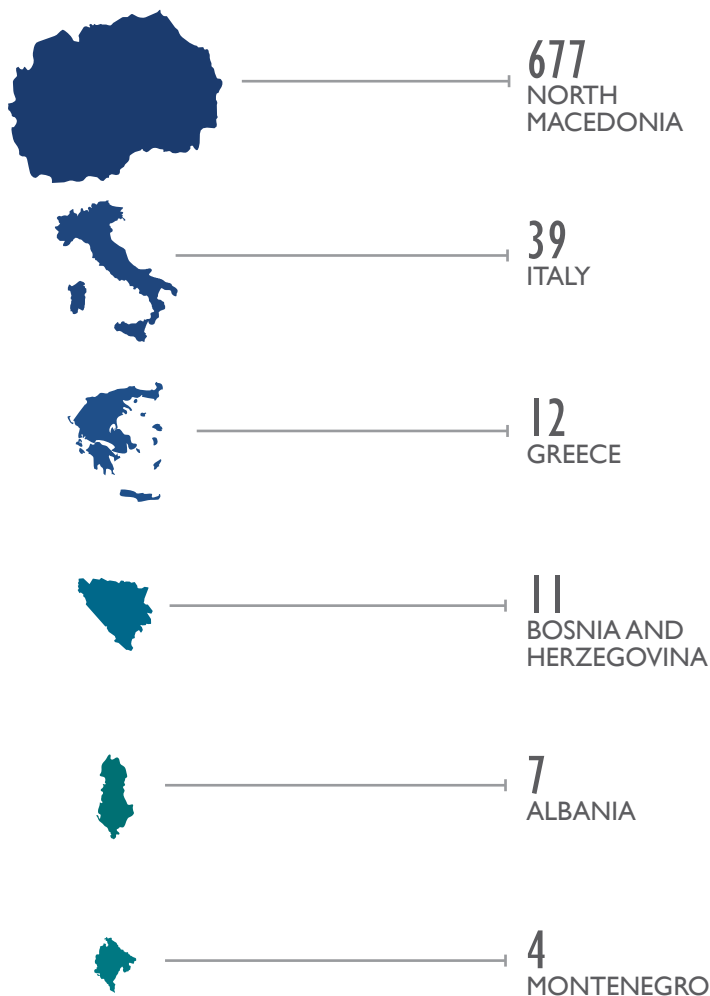 677
NORTH
MACEDONIA
39
ITALY
12
GREECE
11
BOSNIA AND
HERZEGOVINA
7
ALBANIA
4
MONTENEGRO